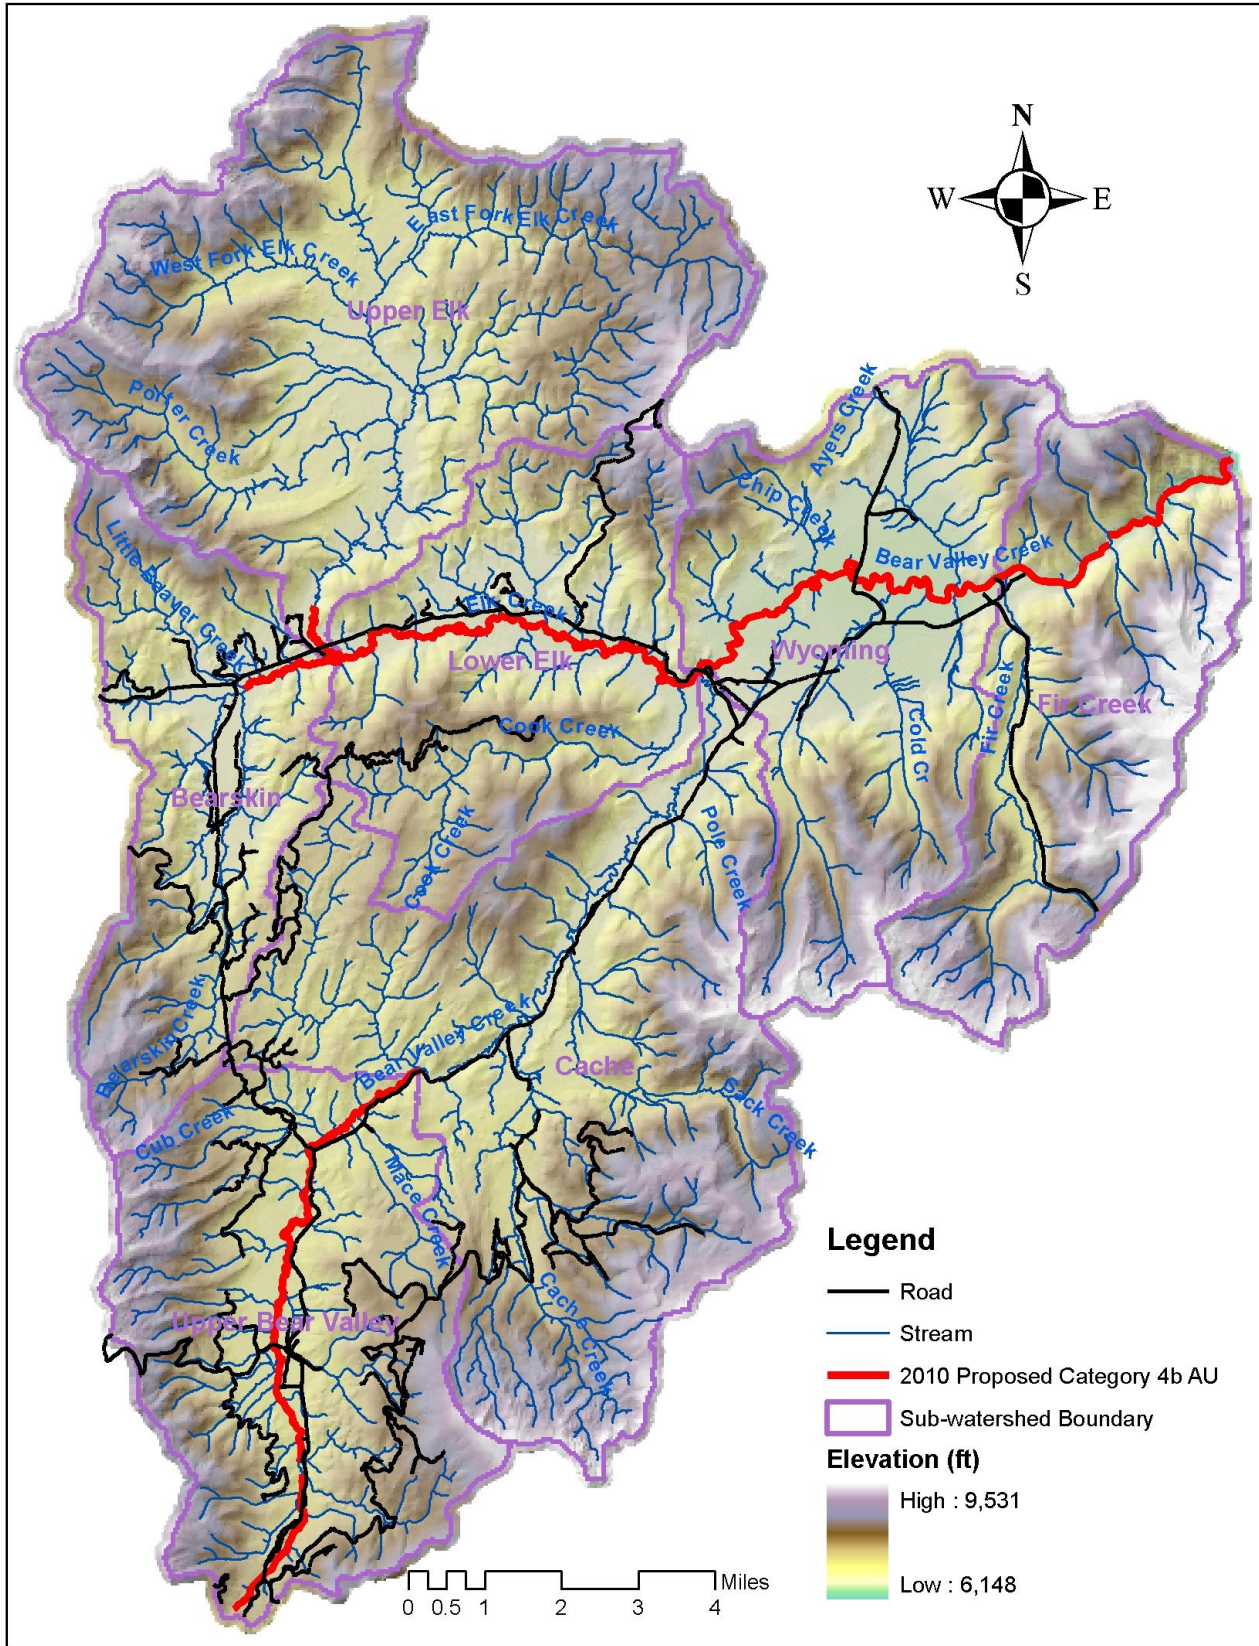 N
W
E
S
East Fork Elk Creek
West Fork Elk Creek
Upper Elk
Porter Creek
Ayers Creek
Chip Creek
Little Beaver Creek
Bear Valley Creek
Elk Creek
Lower Elk
Wyoming
Fir Creek
Fir Creek
Cook Creek
Cold Cr
Bearskin
Pole Creek
Cook Creek
Bearskin Creek
Bear Valley Creek
Cache
Sack Creek
Cub Creek
Mace Creek
Cache Creek
Upper Bear Valley
Legend
Road
Stream
2010 Proposed Category 4b AU
Sub-watershed Boundary
Elevation (ft)
High : 9,531
Low : 6,148
Miles
0 0.5 1 2 3 4